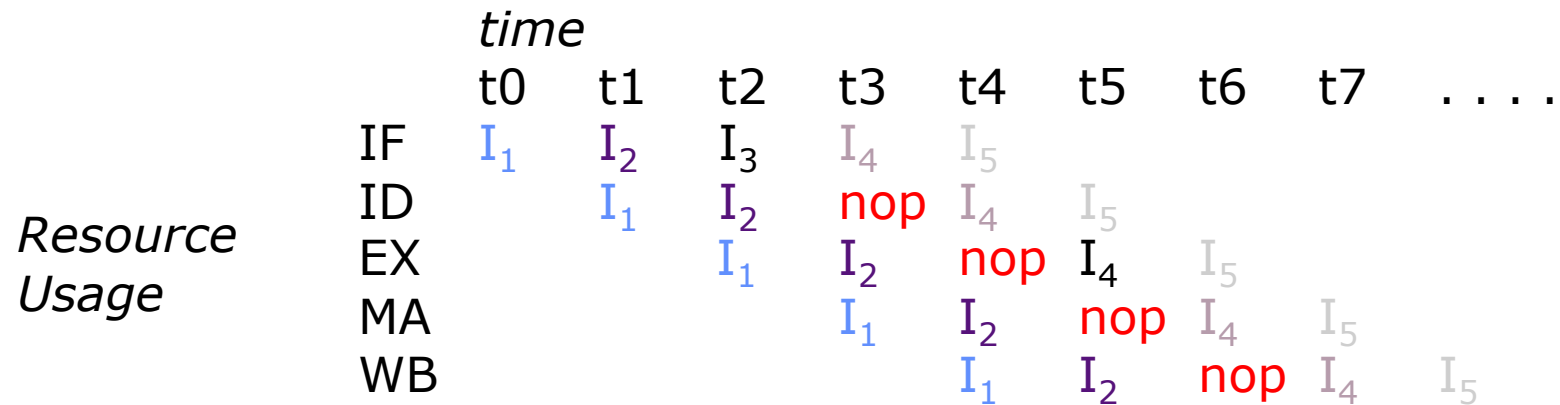 time
t0 t1 t2 t3 t4 t5 t6 t7 . . . .
IF I₁ I₂ I₃ I₄ I₅
ID I₁ I₂ nop I₄ I₅
Resource
EX I₁ I₂ nop I₄ I₅
Usage
MA I₁ I₂ nop I₄ I₅
WB I₁ I₂ nop I₄ I₅